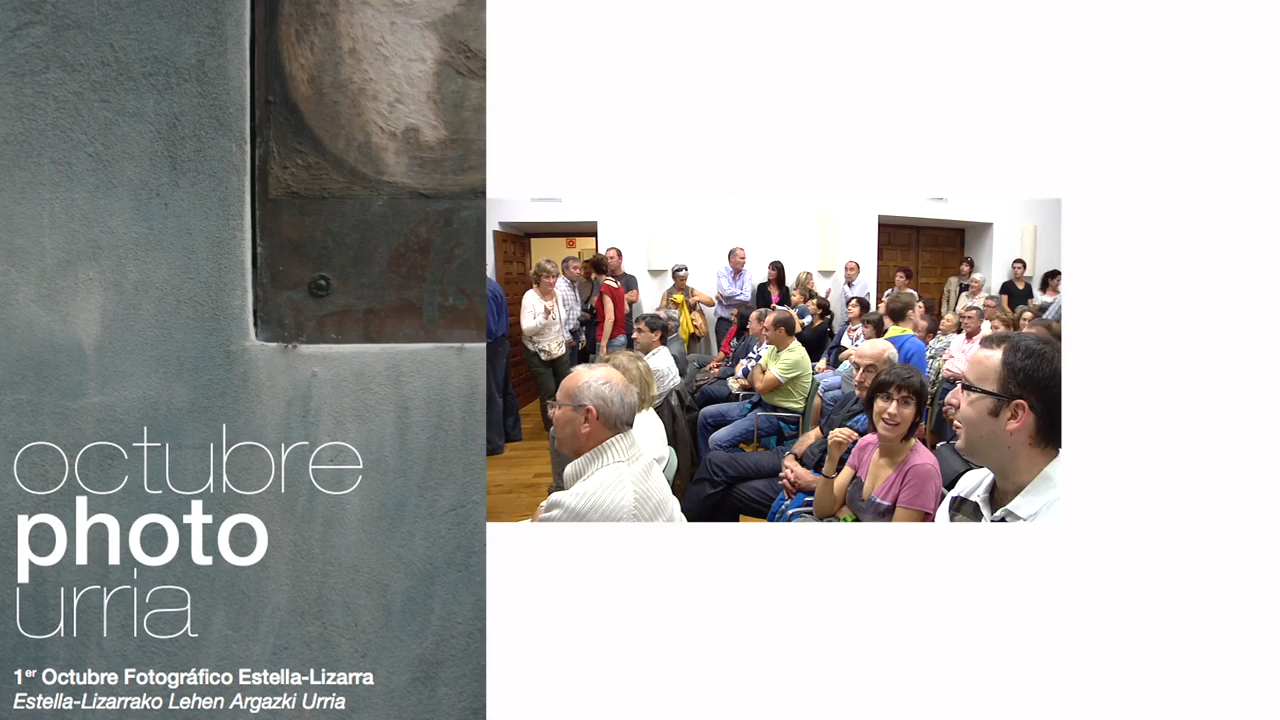 octubre
photo
urria
1er Octubre Fotográfico Estella-Lizarra
Estella-Lizarrako Lehen Argazki Urria